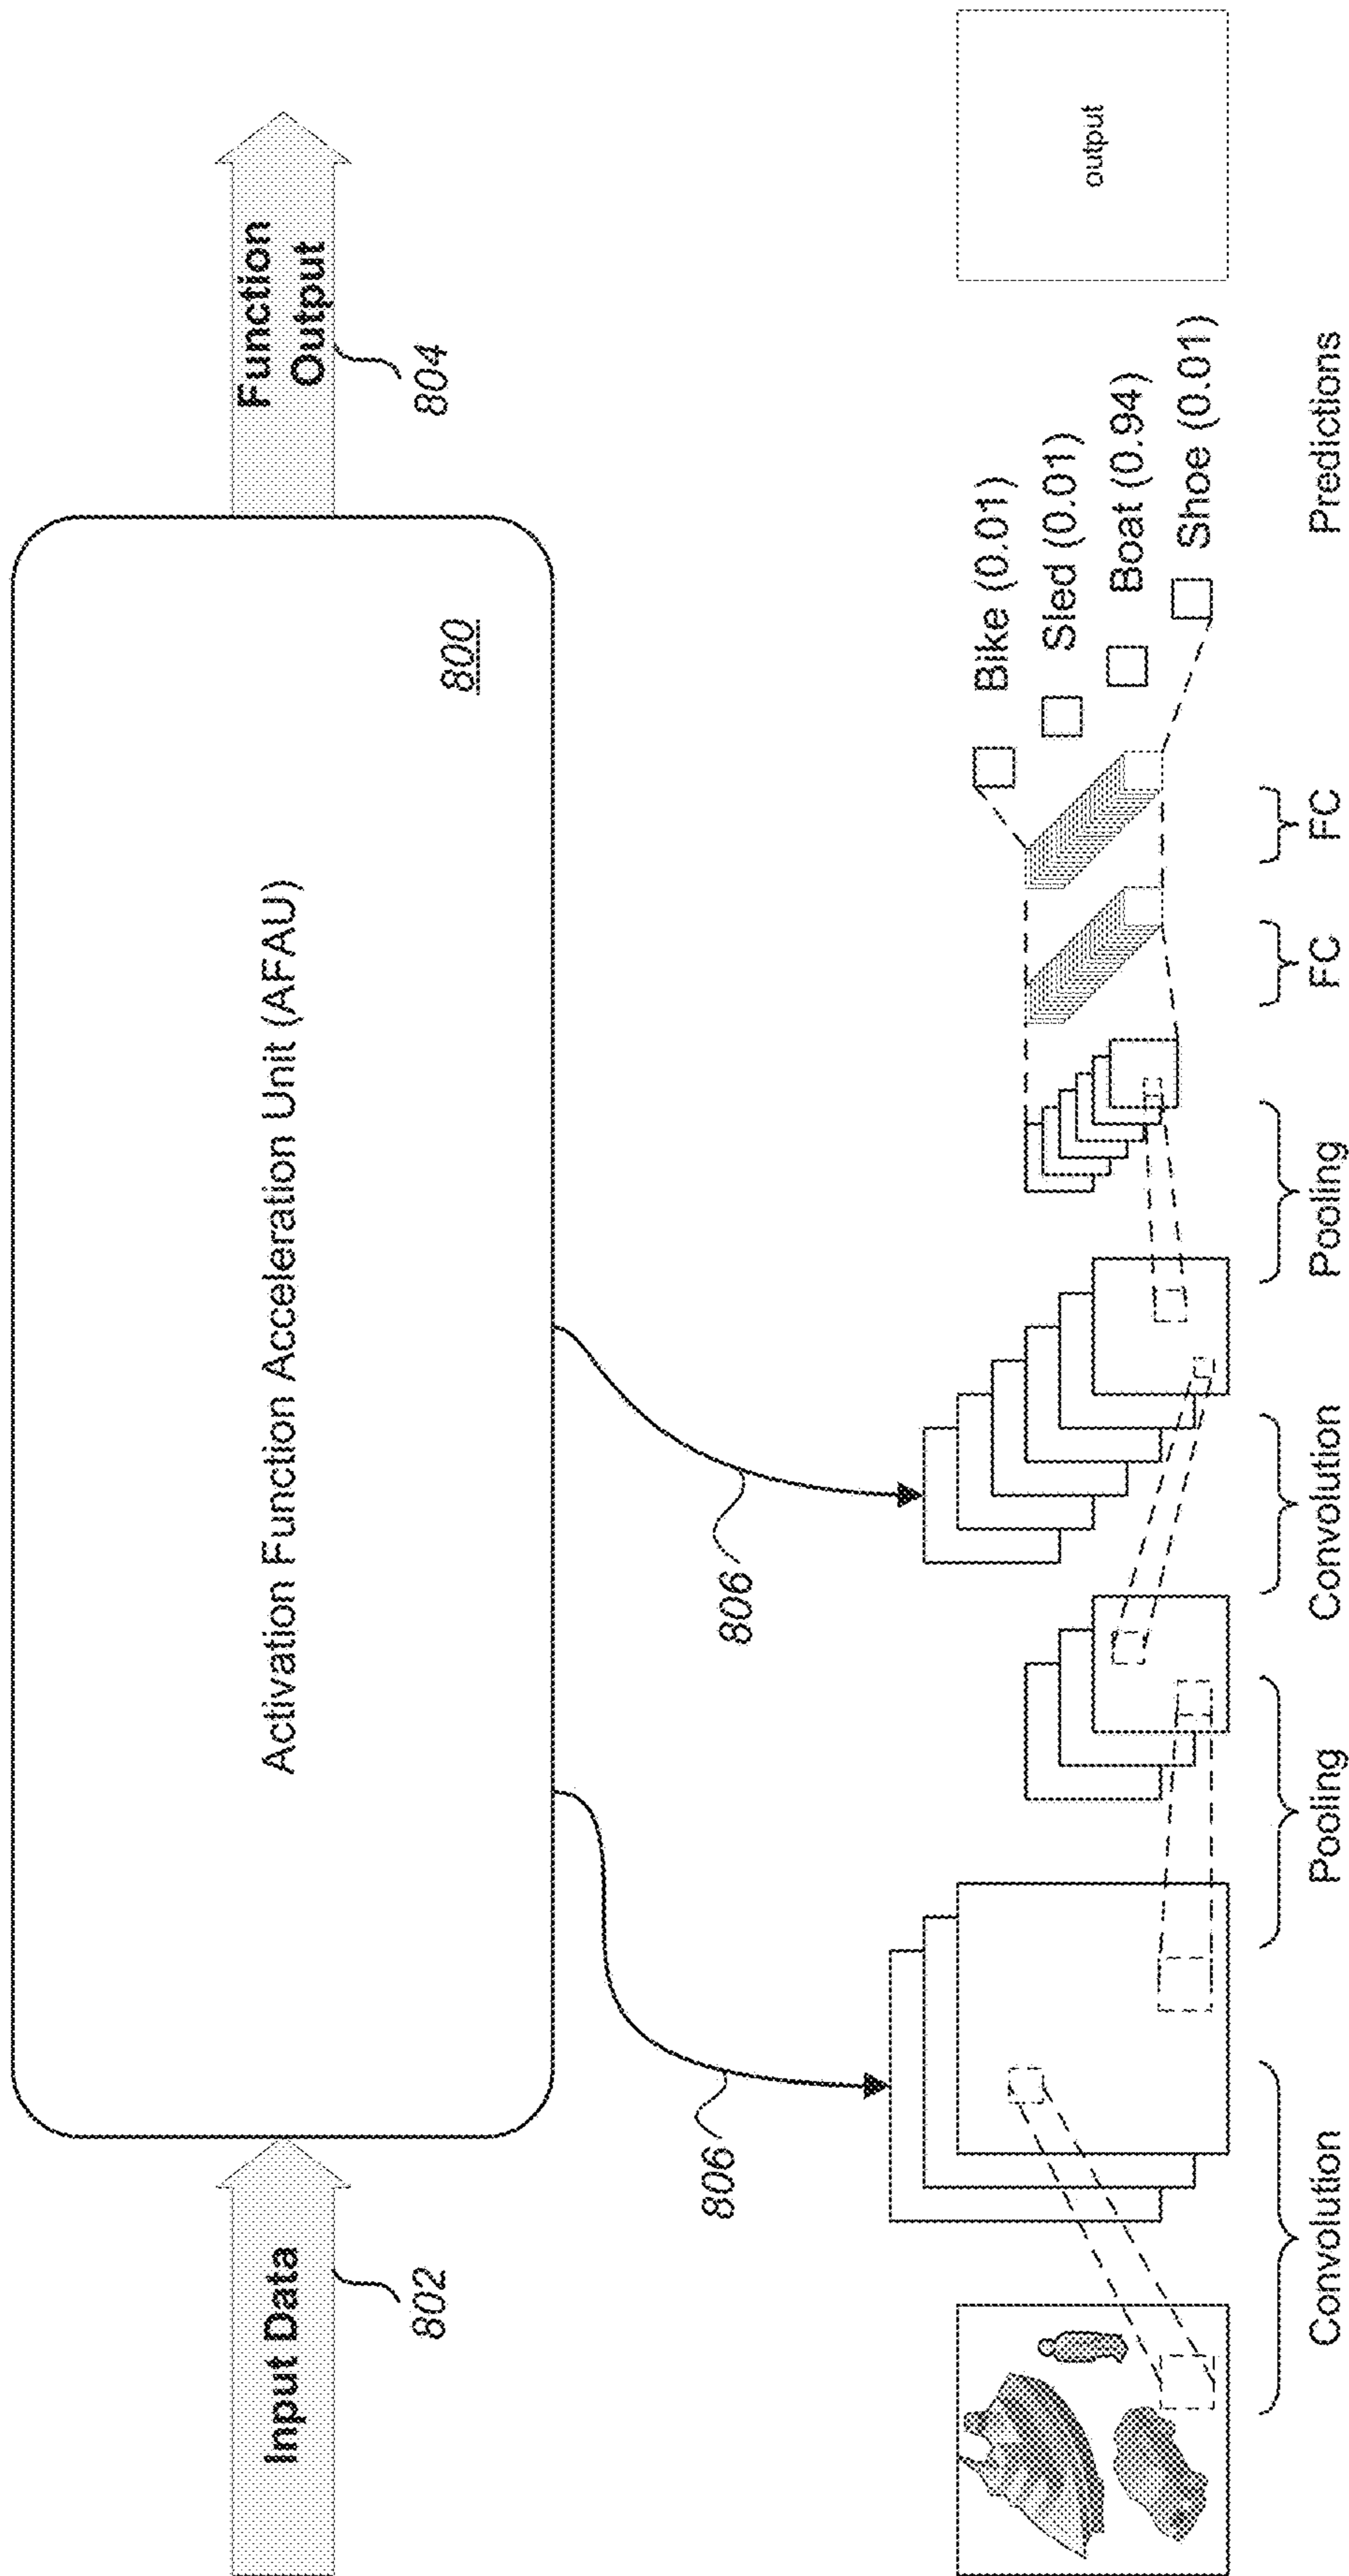 Input Data
802
Activation Function Acceleration Unit (AFAU)
800
Function
Output
804
806
806
Bike (0.01)
Sled (0.01)
Boat (0.94)
Shoe (0.01)
output
Convolution
Pooling
Convolution
Pooling
FC
FC
Predictions